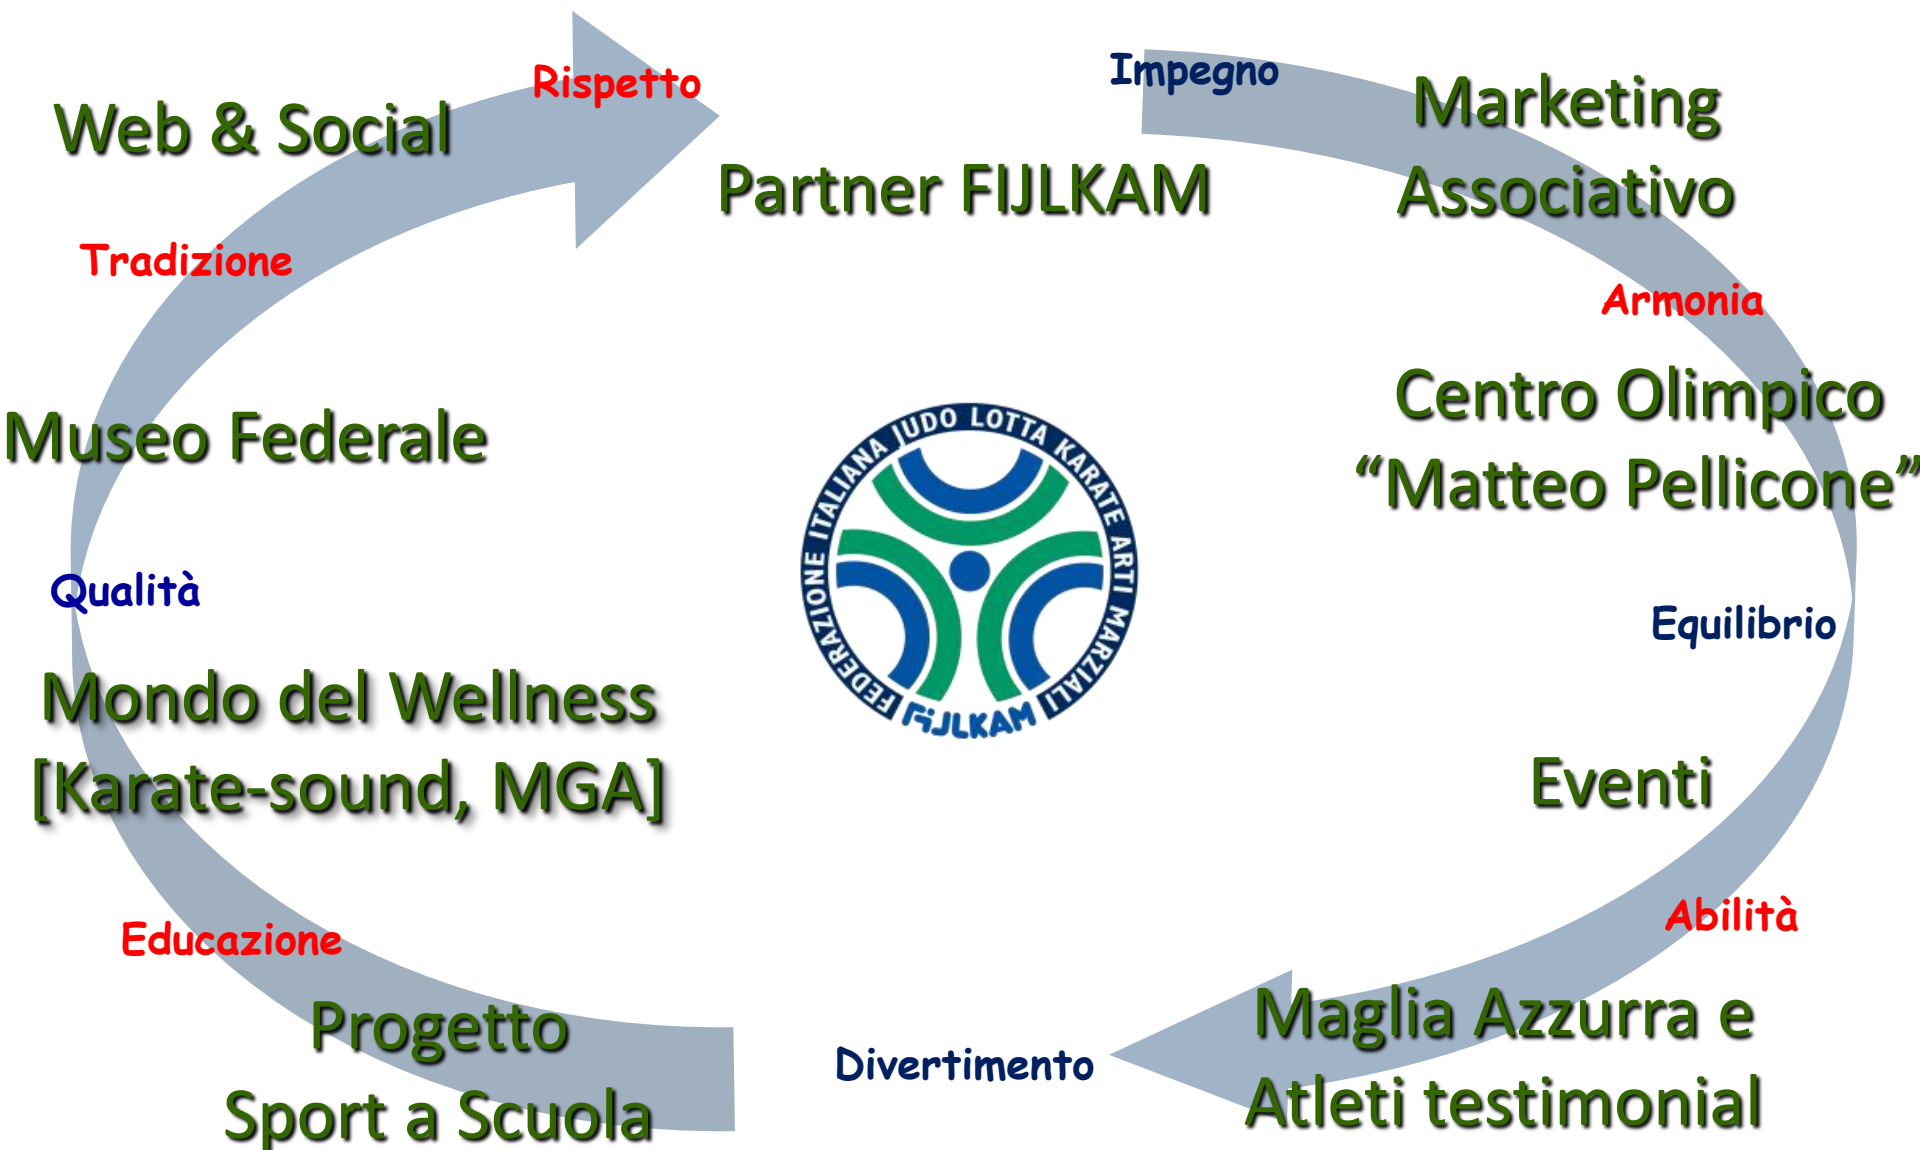 Rispetto
Impegno
Web & Social
Marketing
Associativo
Partner FIJLKAM
Tradizione
Armonia
Museo Federale
Centro Olimpico
“Matteo Pellicone”
FEDERAZIONE ITALIANA JUDO LOTTA KARATE ARTI MARZIALI
FIJLKAM
Qualità
Equilibrio
Mondo del Wellness
[Karate-sound, MGA]
Eventi
Educazione
Abilità
Progetto
Sport a Scuola
Divertimento
Maglia Azzurra e
Atleti testimonial